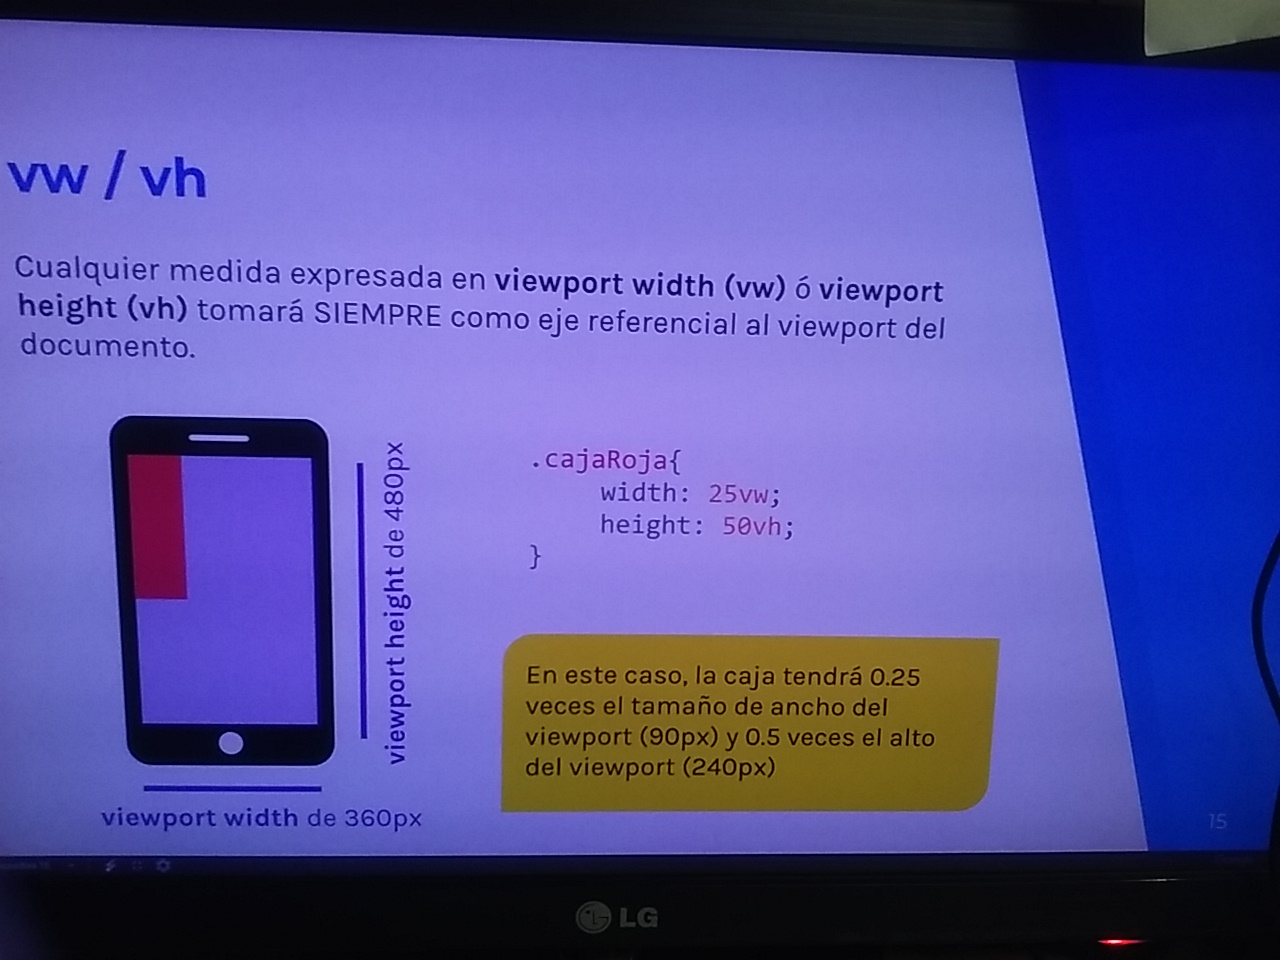 vw / vh
Cualquier medida expresada en viewport width (vw) ó viewport
height (vh) tomará SIEMPRE como eje referencial al viewport del
documento.
viewport height de 480px
viewport width de 360px
.cajaRoja{
width: 25vw;
height: 50vh;
}
En este caso, la caja tendrá 0.25
veces el tamaño de ancho del
viewport (90px) y 0.5 veces el alto
del viewport (240px)
15
LG